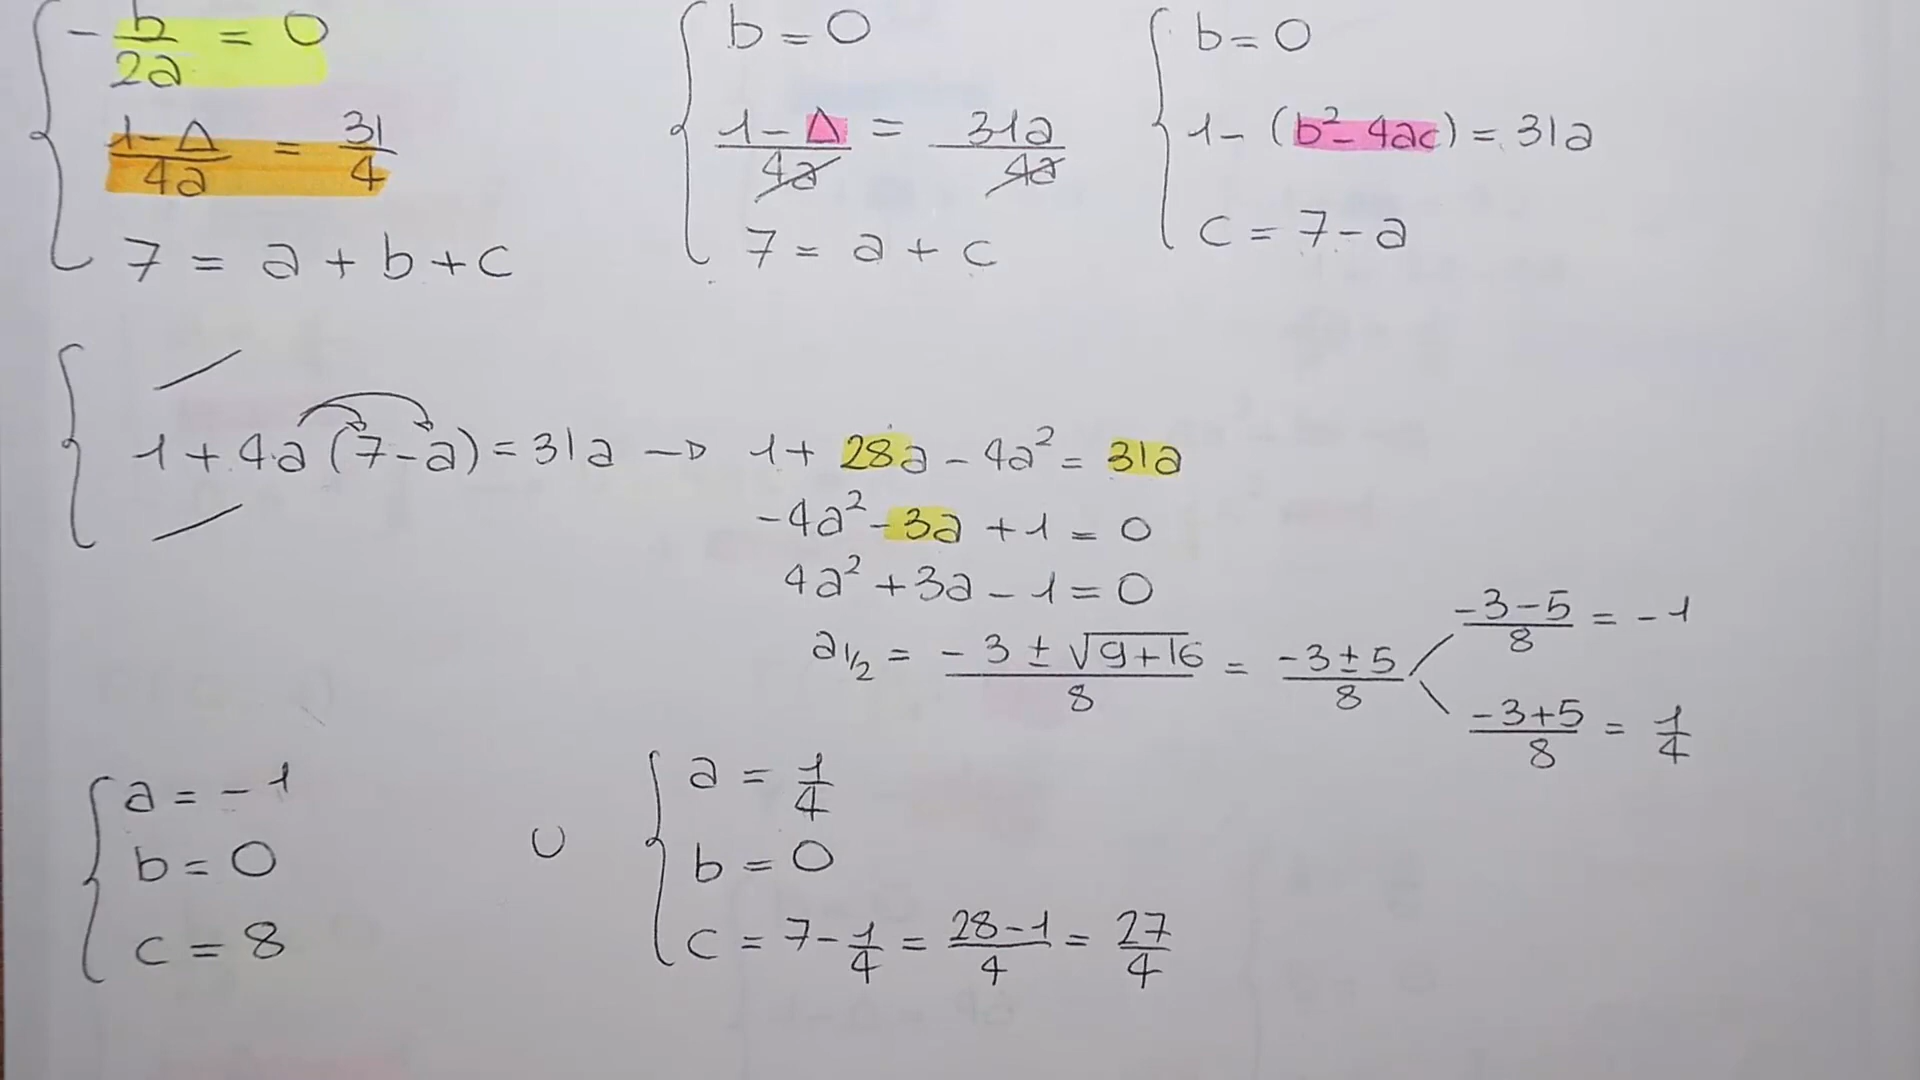 - b/2a = 0
(1-Δ)/4a = 31/4
7 = a + b + c
b = 0
(1-Δ)/4a = 31a/4a
7 = a + c
b = 0
1 - (b² - 4ac) = 31a
c = 7 - a
1 + 4a (7-a) = 31a → 1 + 28a - 4a² = 31a
-4a² - 3a + 1 = 0
4a² + 3a - 1 = 0
a1/2 = (-3 ± √(9+16))/8 = (-3 ± 5)/8
(-3-5)/8 = -1
(-3+5)/8 = 1/4
a = -1
b = 0
c = 8
∪
a = 1/4
b = 0
c = 7 - 1/4 = (28-1)/4 = 27/4